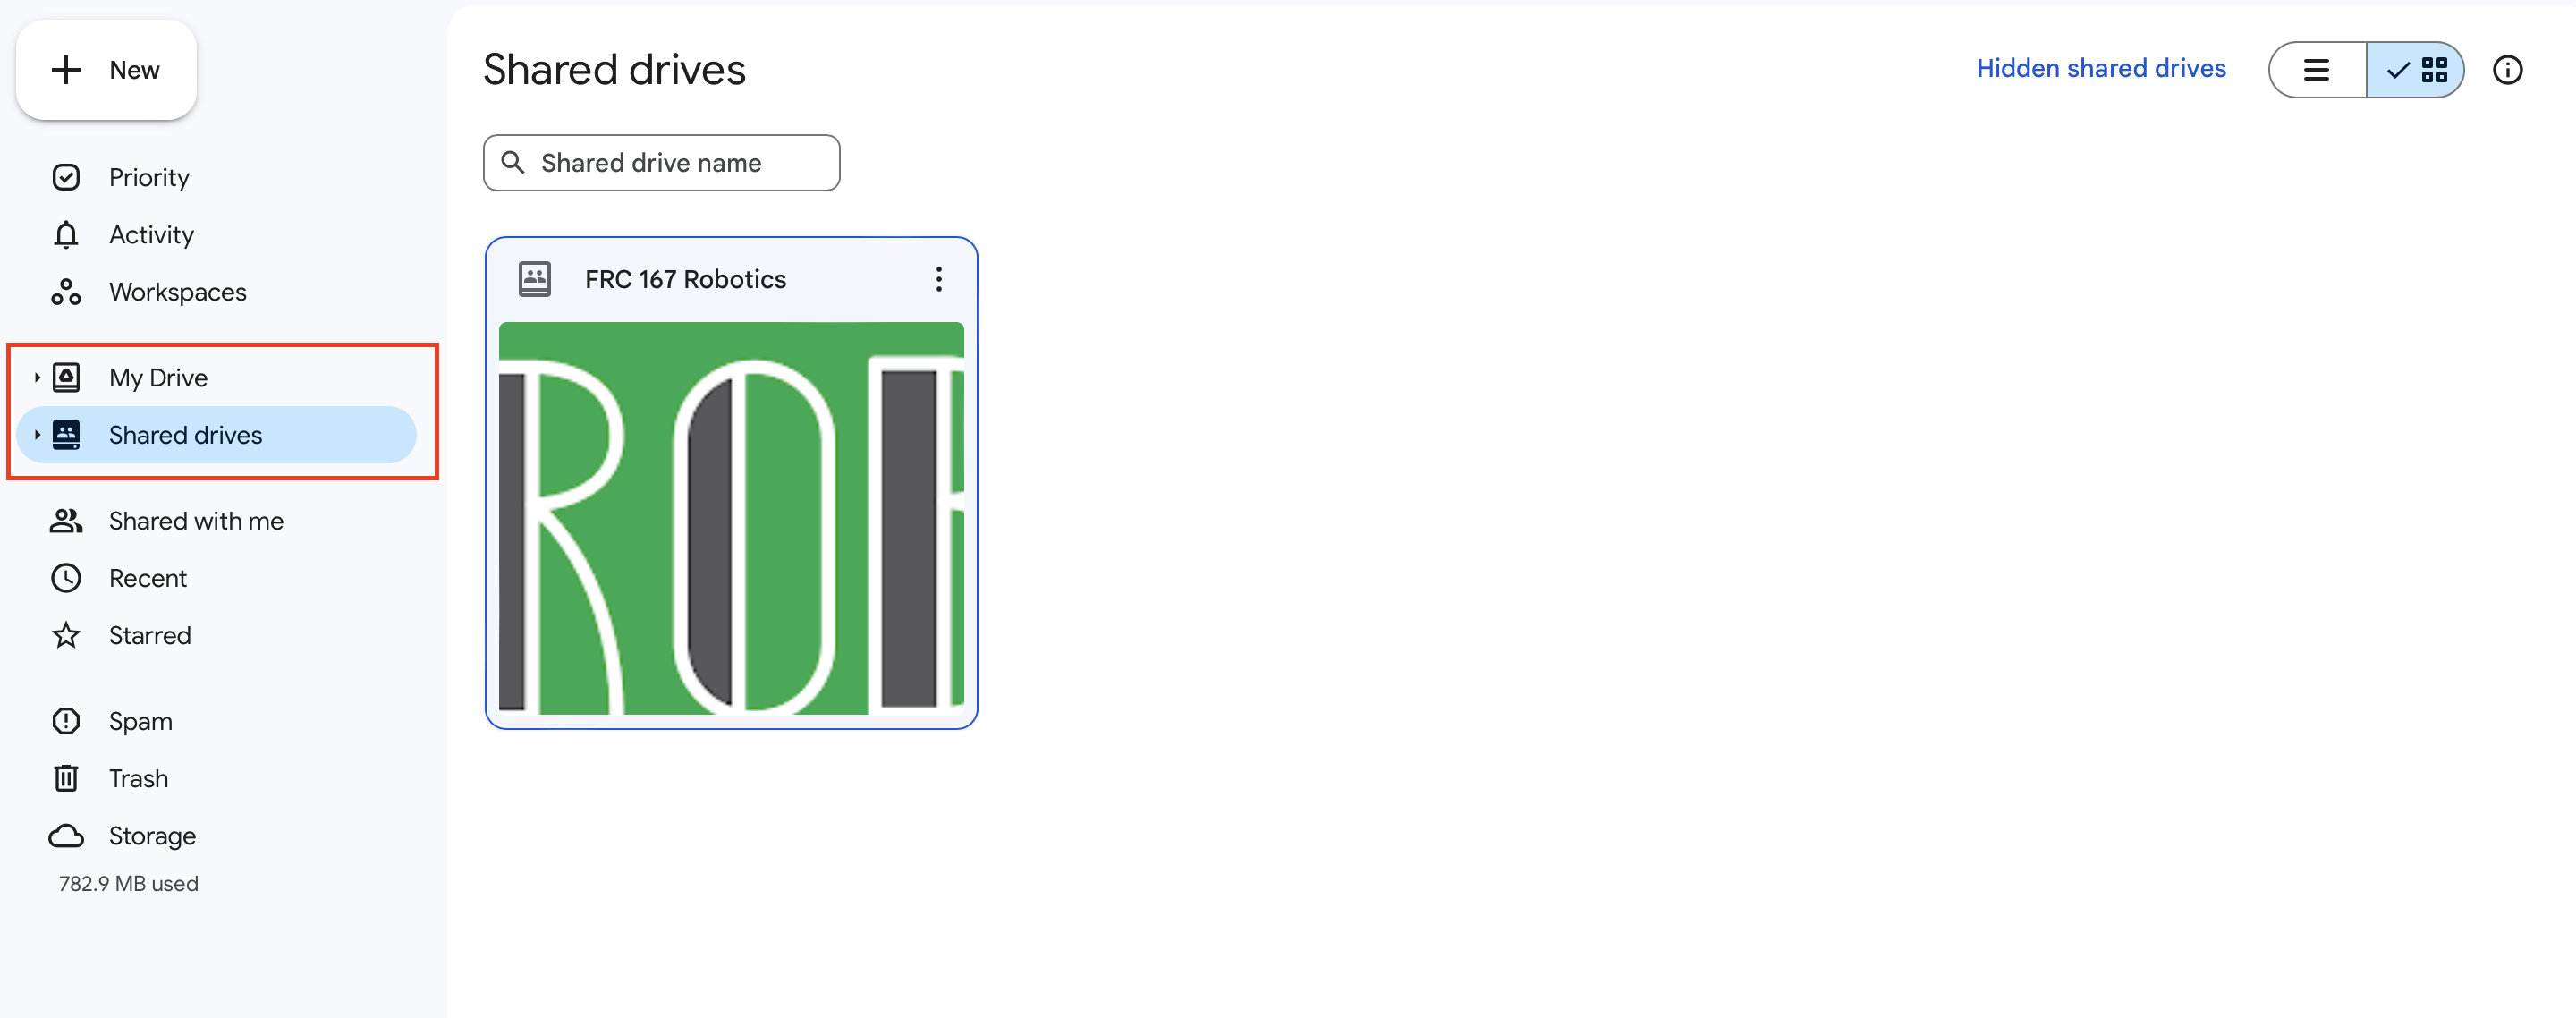 New
Priority
Activity
Workspaces
My Drive
Shared drives
Shared with me
Recent
Starred
Spam
Trash
Storage
782.9 MB used
Shared drives
Hidden shared drives
Shared drive name
FRC 167 Robotics
RO